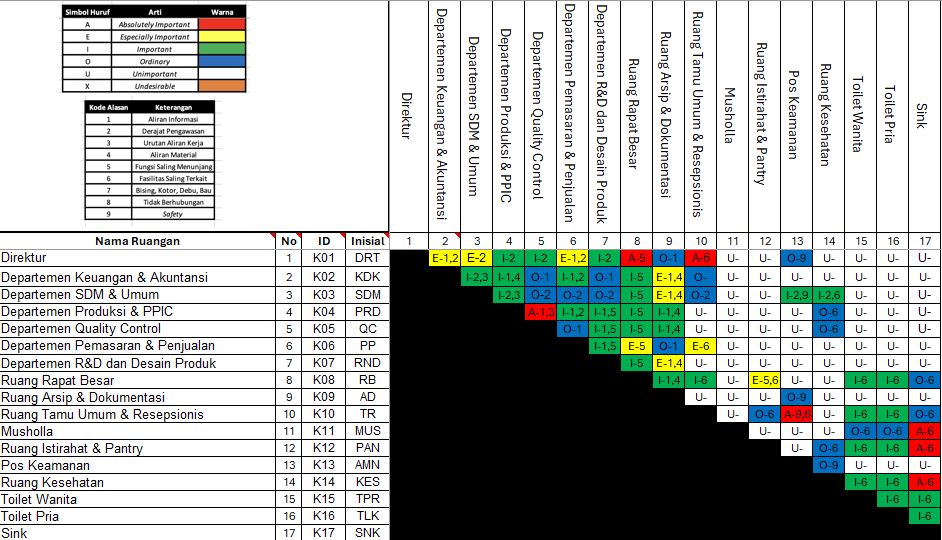 Simbol Huruf Arti Warna
A Absolutely Important
E Especially Important
I Important
O Ordinary
U Unimportant
X Undesirable
Kode Alasan Keterangan
1 Aliran Informasi
2 Derajat Pengawasan
3 Urutan Aliran Kerja
4 Aliran Material
5 Fungsi Saling Menunjang
6 Fasilitas Saling Terkait
7 Bising, Kotor, Debu, Bau
8 Tidak Berhubungan
9 Safety
Direktur
Departemen Keuangan & Akuntansi
Departemen SDM & Umum
Departemen Produksi & PPIC
Departemen Quality Control
Departemen Pemasaran & Penjualan
Departemen R&D dan Desain Produk
Ruang Rapat Besar
Ruang Arsip & Dokumentasi
Ruang Tamu Umum & Resepsionis
Musholla
Ruang Istirahat & Pantry
Pos Keamanan
Ruang Kesehatan
Toilet Wanita
Toilet Pria
Sink
Nama Ruangan No ID Inisial 1 2 3 4 5 6 7 8 9 10 11 12 13 14 15 16 17
Direktur 1 K01 DRT E-1,2 E-2 I-2 I-2 E-1,2 I-2 A-5 O-1 A-6 U- U- O-9 U- U- U- U-
Departemen Keuangan & Akuntansi 2 K02 KDK I-2,3 I-1,4 O-1 I-1,2 O-1 I-5 E-1,4 O- U- U- U- U- U- U- U-
Departemen SDM & Umum 3 K03 SDM I-2,3 O-2 O-2 O-2 I-5 E-1,4 O-2 U- U- I-2,9 I-2,6 U- U- U-
Departemen Produksi & PPIC 4 K04 PRD A-1,3 I-1,2 I-1,5 I-5 I-1,4 U- U- U- U- O-6 U- U- U-
Departemen Quality Control 5 K05 QC O-1 I-1,5 I-5 I-1,4 U- U- U- U- O-6 U- U- U-
Departemen Pemasaran & Penjualan 6 K06 PP I-1,5 E-5 O-1 E-6 U- U- U- U- U- U- U-
Departemen R&D dan Desain Produk 7 K07 RND I-5 E-1,4 U- U- U- U- U- U- U- U-
Ruang Rapat Besar 8 K08 RB I-1,4 I-6 U- E-5,6 U- U- I-6 I-6 O-6
Ruang Arsip & Dokumentasi 9 K09 AD U- U- U- O-9 U- U- U- U-
Ruang Tamu Umum & Resepsionis 10 K10 TR U- O-6 A-9,6 U- I-6 I-6 O-6
Musholla 11 K11 MUS U- U- U- O-6 O-6 A-6
Ruang Istirahat & Pantry 12 K12 PAN U- O-6 I-6 I-6 A-6
Pos Keamanan 13 K13 AMN O-9 U- U- U-
Ruang Kesehatan 14 K14 KES I-6 I-6 A-6
Toilet Wanita 15 K15 TPR I-6 I-6
Toilet Pria 16 K16 TLK I-6
Sink 17 K17 SNK